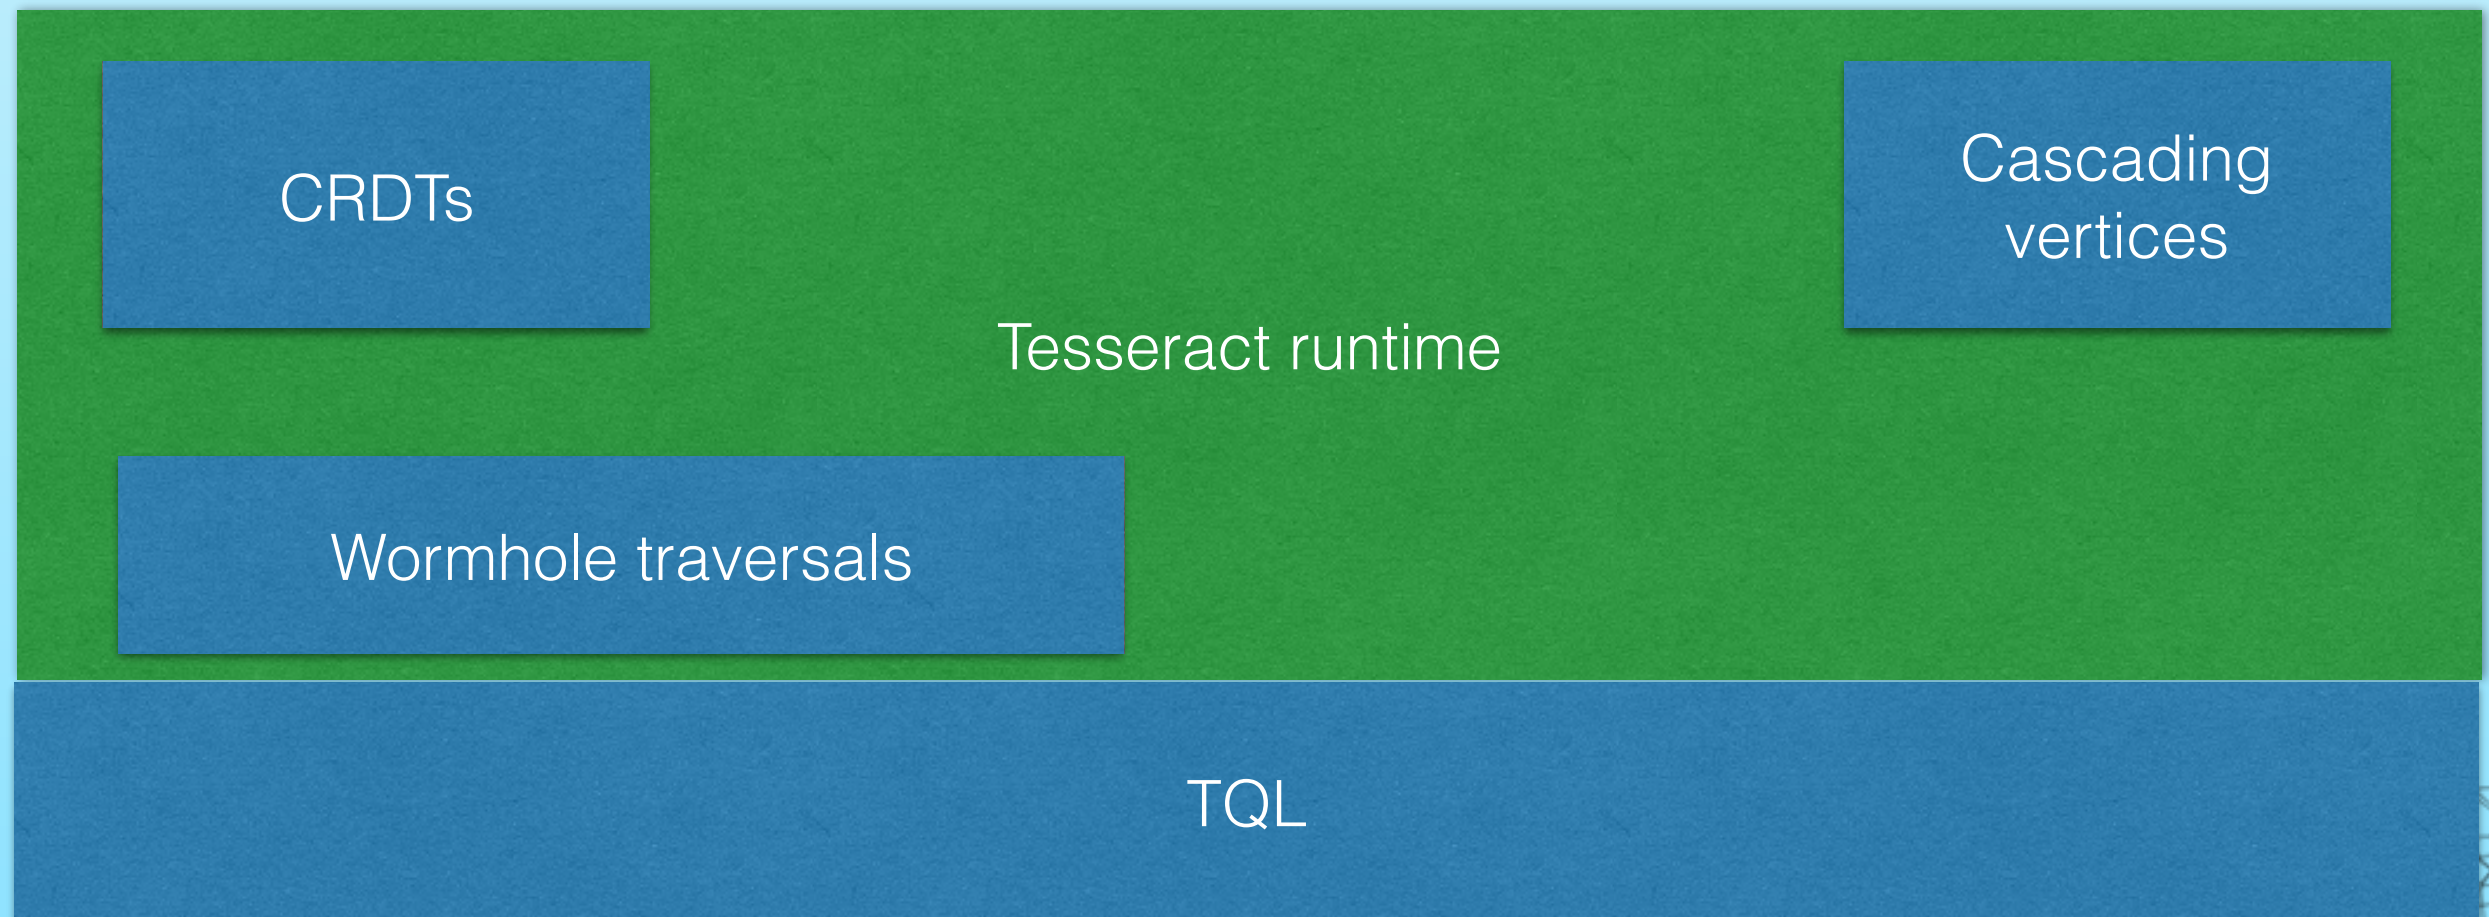 CRDTs
Cascading
vertices
Tesseract runtime
Wormhole traversals
TQL